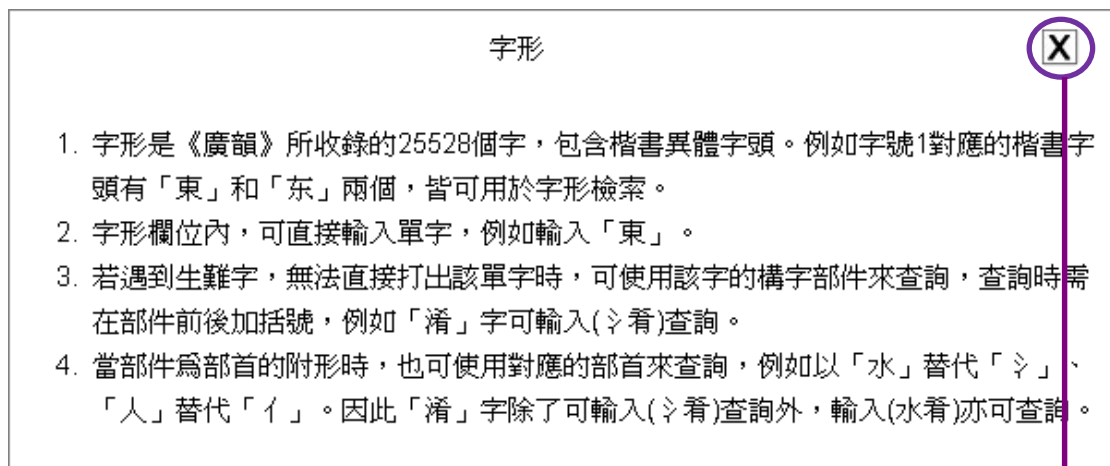 字形
X
1. 字形是《廣韻》所收錄的25528個字，包含楷書異體字頭。例如字號1對應的楷書字
頭有「東」和「东」兩個，皆可用於字形檢索。
2. 字形欄位內，可直接輸入單字，例如輸入「東」。
3. 若遇到生難字，無法直接打出該單字時，可使用該字的構字部件來查詢，查詢時需
在部件前後加括號，例如「淆」字可輸入(氵肴)查詢。
4. 當部件爲部首的附形時，也可使用對應的部首來查詢，例如以「水」替代「氵」、
「人」替代「亻」。因此「淆」字除了可輸入(氵肴)查詢外，輸入(水肴)亦可查詢。